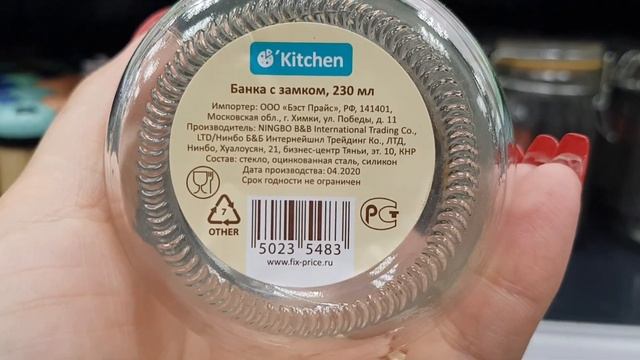 'Kitchen
Банка с замком, 230 мл
Импортер: ООО «Бэст Прайс», РФ, 141401,
Московская обл., г. Химки, ул. Победы, д. 11
Производитель: NINGBO B&B International Trading Co.,
LTD/Нинбо Б&Б Интернейшнл Трейдинг Ко., ЛТД,
Нинбо, Хуалоусян, 21, бизнес-центр Тяньи, эт. 10, КНР
Состав: стекло, оцинкованная сталь, силикон
Дата производства: 04.2020
Срок годности не ограничен
7
OTHER
РСТ
5023 5483
www.fix-price.ru